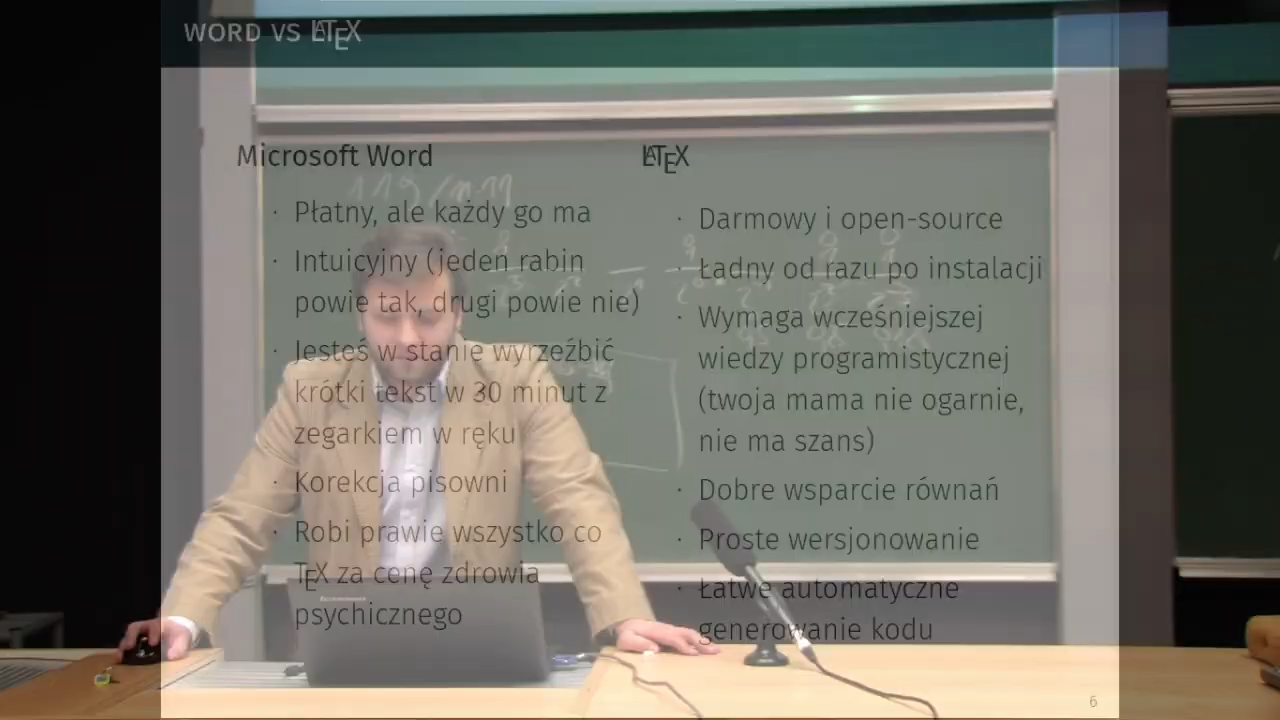 WORD VS LATEX
Microsoft Word
· Płatny, ale każdy go ma
· Intuicyjny (jeden rabin
powie tak, drugi powie nie)
· Jesteś w stanie wyrzeźbić
krótki tekst w 30 minut z
zegarkiem w ręku
· Korekcja pisowni
· Robi prawie wszystko co
TEX za cenę zdrowia
psychicznego
LATEX
· Darmowy i open-source
· Ładny od razu po instalacji
· Wymaga wcześniejszej
wiedzy programistycznej
(twoja mama nie ogarnie,
nie ma szans)
· Dobre wsparcie równań
· Proste wersjonowanie
· Łatwe automatyczne
generowanie kodu
6